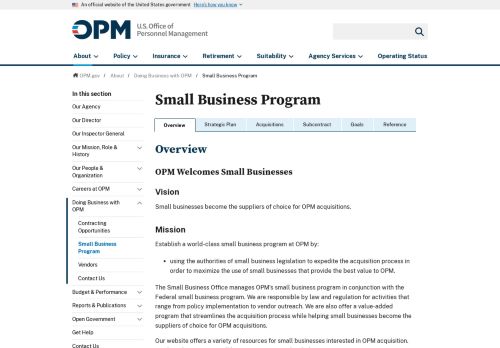 An official website of the United States government Here's how you know
OPM
U.S. Office of
Personnel Management
About
Policy
Insurance
Retirement
Suitability
Agency Services
Operating Status
OPM.gov / About / Doing Business with OPM / Small Business Program
In this section
Our Agency
Our Director
Our Inspector General
Our Mission, Role &
History
Our People &
Organization
Careers at OPM
Doing Business with
OPM
Contracting
Opportunities
Small Business
Program
Vendors
Contact Us
Budget & Performance
Reports & Publications
Open Government
Get Help
Contact Us
Small Business Program
Overview
Strategic Plan
Acquisitions
Subcontract
Goals
Reference
Overview
OPM Welcomes Small Businesses
Vision
Small businesses become the suppliers of choice for OPM acquisitions.
Mission
Establish a world-class small business program at OPM by:
using the authorities of small business legislation to expedite the acquisition process in
order to maximize the use of small businesses that provide the best value to OPM.
The Small Business Office manages OPM's small business program in conjunction with the
Federal small business program. We are responsible by law and regulation for activities that
range from policy implementation to vendor outreach. We are also offer a value-added
program that streamlines the acquisition process while helping small businesses become the
suppliers of choice for OPM acquisitions.
Our website offers a variety of resources for small businesses interested in OPM acquisition.